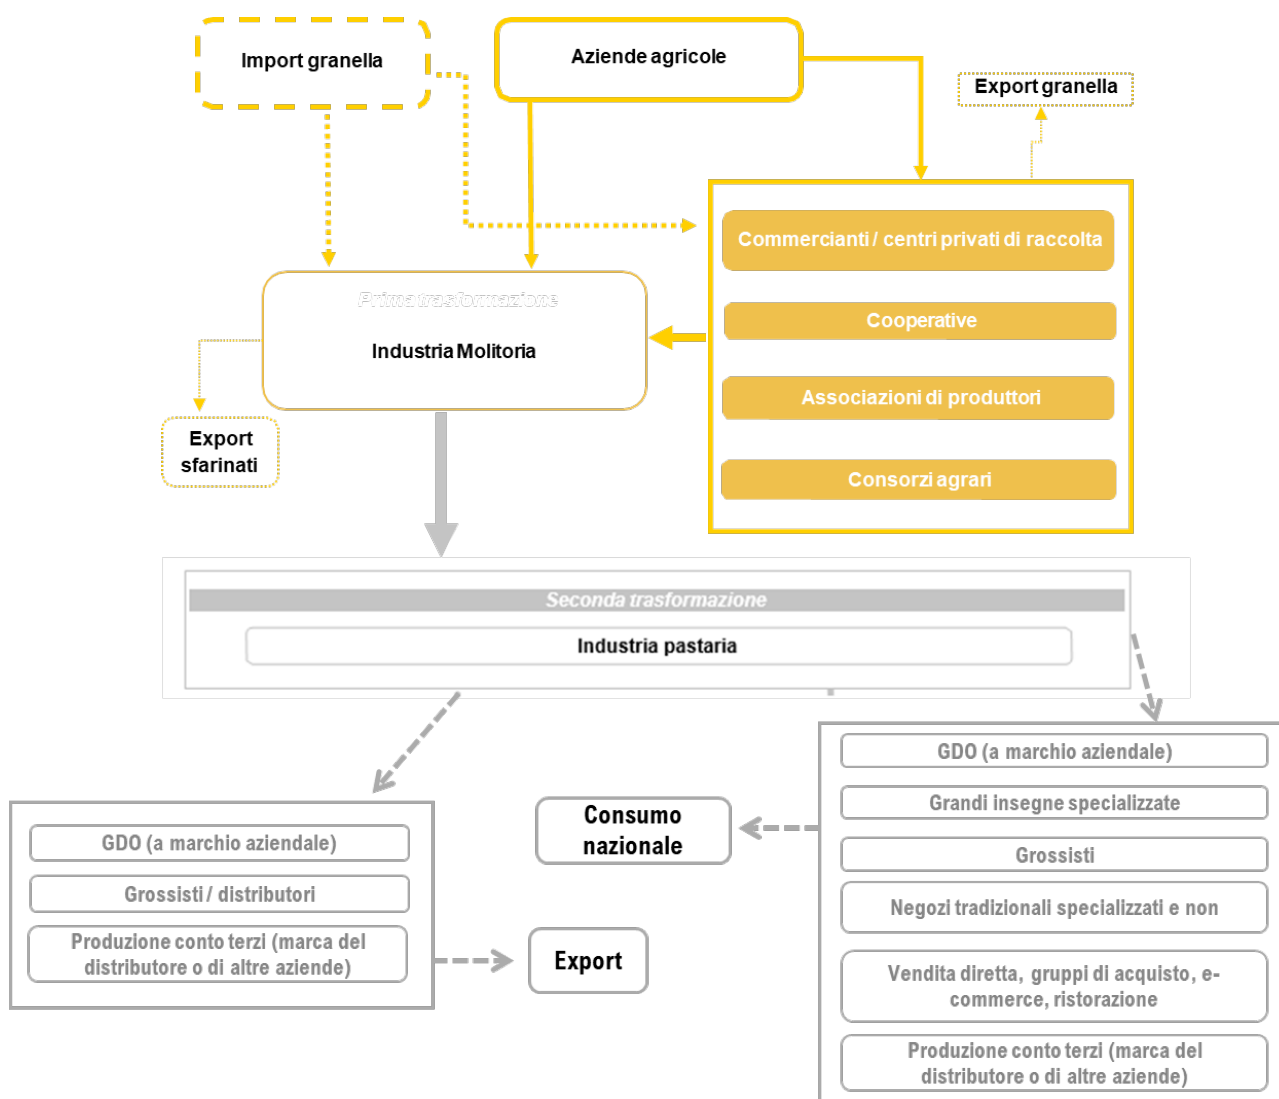 Import granella
Aziende agricole
Export granella
Commercianti / centri privati di raccolta
Prima trasformazione
Cooperative
Industria Molitoria
Associazioni di produttori
Export
sfarinati
Consorzi agrari
Seconda trasformazione
Industria pastaria
GDO (a marchio aziendale)
Grossisti / distributori
Produzione conto terzi (marca del
distributore o di altre aziende)
Consumo
nazionale
Export
GDO (a marchio aziendale)
Grandi insegne specializzate
Grossisti
Negozi tradizionali specializzati e non
Vendita diretta, gruppi di acquisto, e-
commerce, ristorazione
Produzione conto terzi (marca del
distributore o di altre aziende)